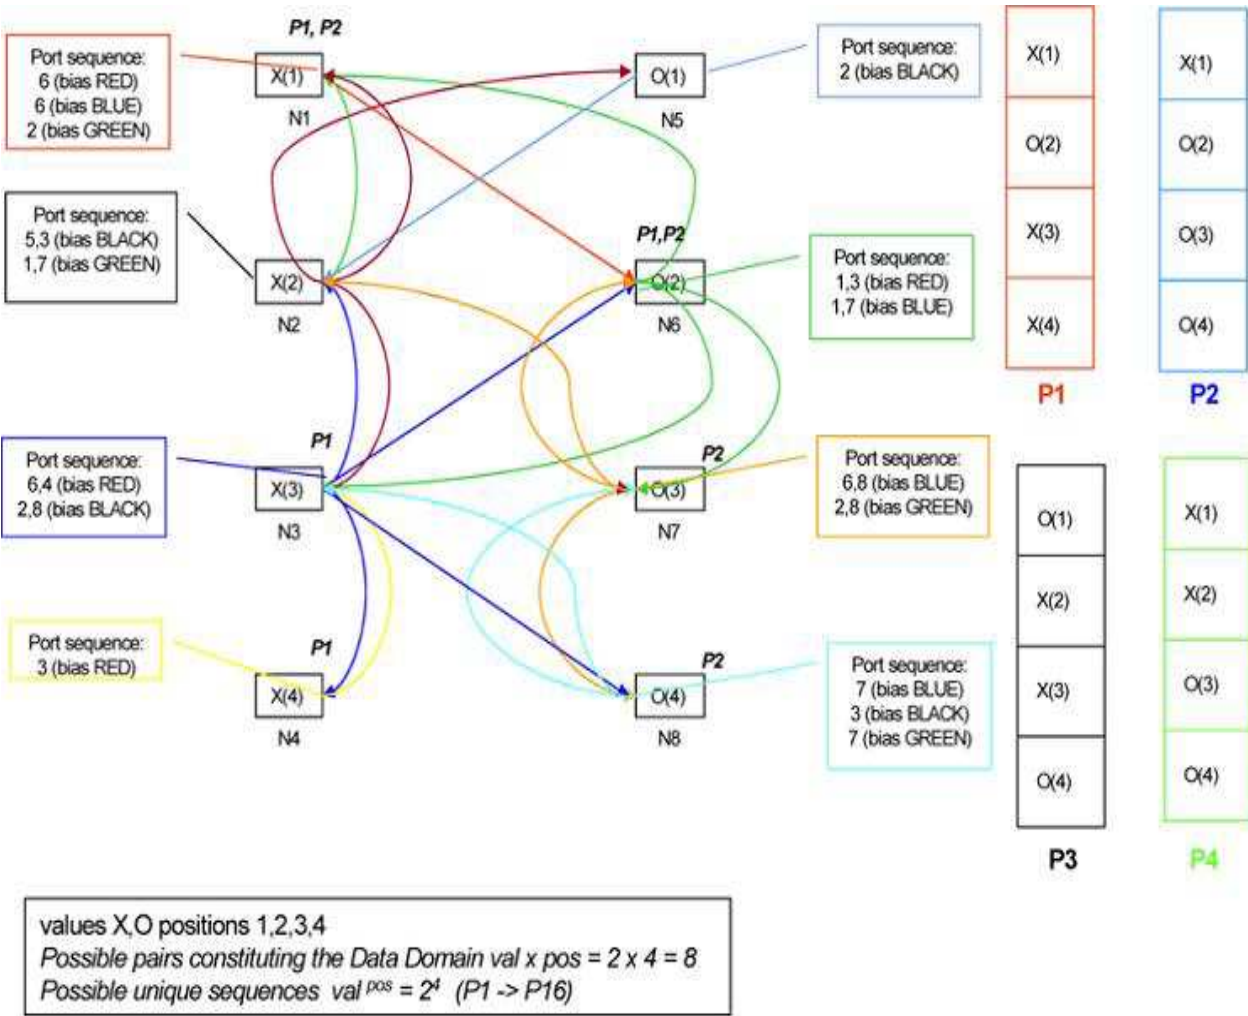 P1, P2
Port sequence:
6 (bias RED)
6 (bias BLUE)
2 (bias GREEN)
X(1)
N1
O(1)
N5
Port sequence:
2 (bias BLACK)
Port sequence:
5,3 (bias BLACK)
1,7 (bias GREEN)
X(2)
N2
P1,P2
O(2)
N6
Port sequence:
1,3 (bias RED)
1,7 (bias BLUE)
Port sequence:
6,4 (bias RED)
2,8 (bias BLACK)
P1
X(3)
N3
P2
O(3)
N7
Port sequence:
6,8 (bias BLUE)
2,8 (bias GREEN)
Port sequence:
3 (bias RED)
P1
X(4)
N4
P2
O(4)
N8
Port sequence:
7 (bias BLUE)
3 (bias BLACK)
7 (bias GREEN)
X(1)
O(2)
X(3)
X(4)
P1
X(1)
O(2)
O(3)
O(4)
P2
O(1)
X(2)
X(3)
O(4)
P3
X(1)
X(2)
O(3)
O(4)
P4
values X,O positions 1,2,3,4
Possible pairs constituting the Data Domain val x pos = 2 x 4 = 8
Possible unique sequences val pos = 2⁴ (P1 -> P16)